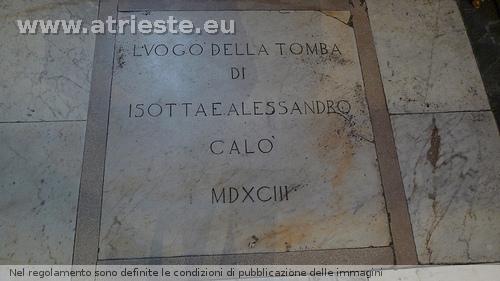 www.atrieste.eu
LVOGO DELLA TOMBA
DI
ISOTTA E ALESSANDRO
CALO'
MDXCIII
Nel regolamento sono definite le condizioni di pubblicazione delle immagini